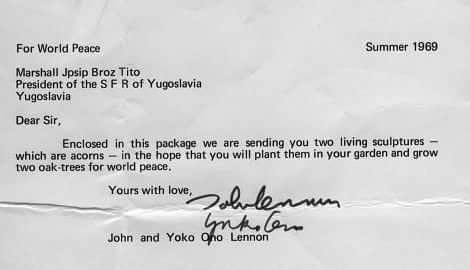 For World Peace Summer 1969
Marshall Jpsip Broz Tito
President of the S F R of Yugoslavia
Yugoslavia
Dear Sir,
Enclosed in this package we are sending you two living sculptures —
which are acorns — in the hope that you will plant them in your garden and grow
two oak-trees for world peace.
Yours with love,
John Lennon
Yoko Ono
John and Yoko Ono Lennon